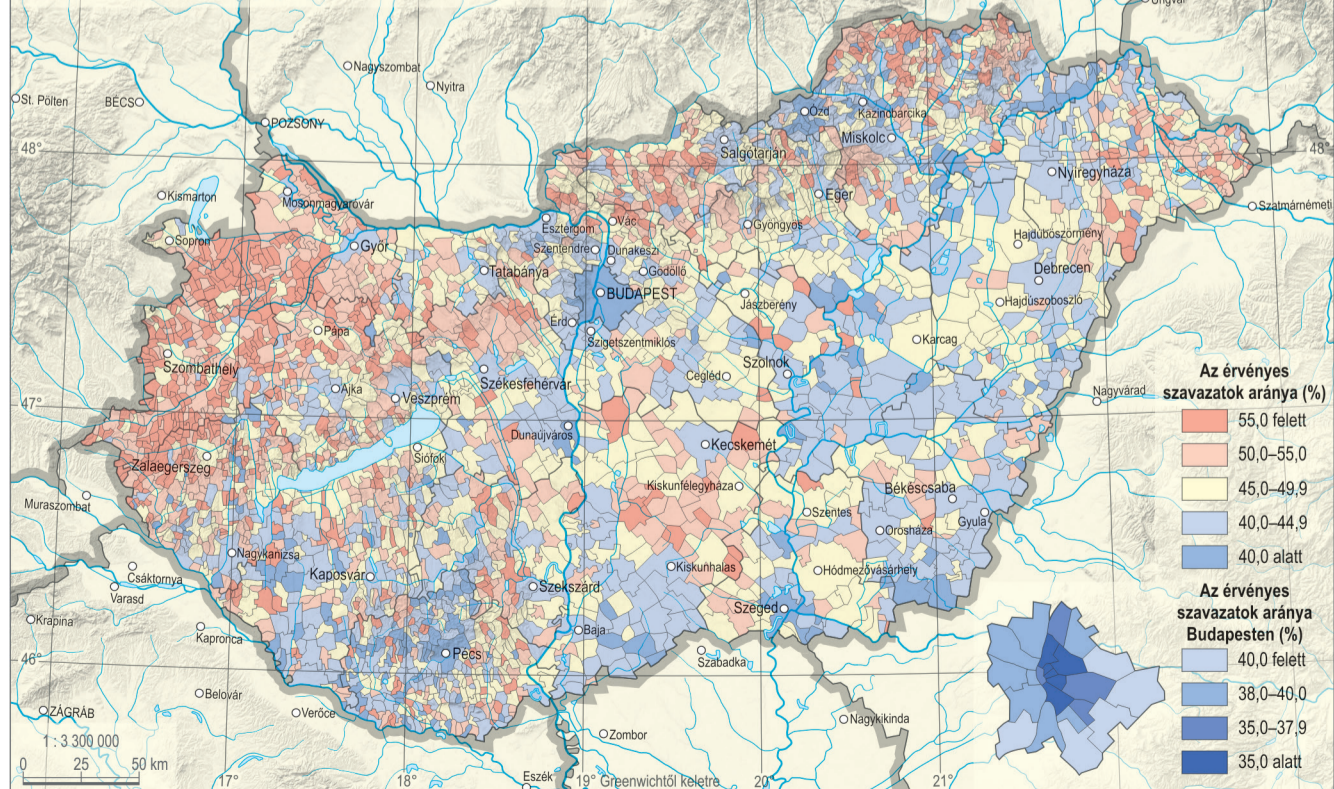 Ungvár
Nagyszombat
Nyitra
St. Pölten
BÉCS
POZSONY
Ózd
Kazincbarcika
Miskolc
48°
Salgótarján
48°
Nyíregyháza
Kismarton
Mosonmagyaróvár
Eger
Szatmárnémeti
Sopron
Győr
Esztergom
Vác
Gyöngyös
Hajdúböszörmény
Szentendre
Dunakeszi
Tatabánya
Gödöllő
Debrecen
BUDAPEST
Jászberény
Hajdúszoboszló
Pápa
Érd
Szigetszentmiklós
Karcag
Szombathely
Szolnok
Ajka
Székesfehérvár
Cegléd
Nagyvárad
Veszprém
47°
47°
Dunaújváros
Kecskemét
Zalaegerszeg
Siófok
Kiskunfélegyháza
Békéscsaba
Muraszombat
Szentes
Gyula
Orosháza
Nagykanizsa
Csáktornya
Kaposvár
Kiskunhalas
Hódmezővásárhely
Varasd
Szekszárd
Szeged
Krapina
Kapronca
Baja
46°
Pécs
Szabadka
46°
Belovár
ZÁGRÁB
Verőce
Nagykikinda
Zombor
1 : 3 300 000
0 25 50 km
Eszék
17°
18°
19° Greenwichtől keletre
20°
21°
Az érvényes
szavazatok aránya (%)
55,0 felett
50,0–55,0
45,0–49,9
40,0–44,9
40,0 alatt
Az érvényes
szavazatok aránya
Budapesten (%)
40,0 felett
38,0–40,0
35,0–37,9
35,0 alatt